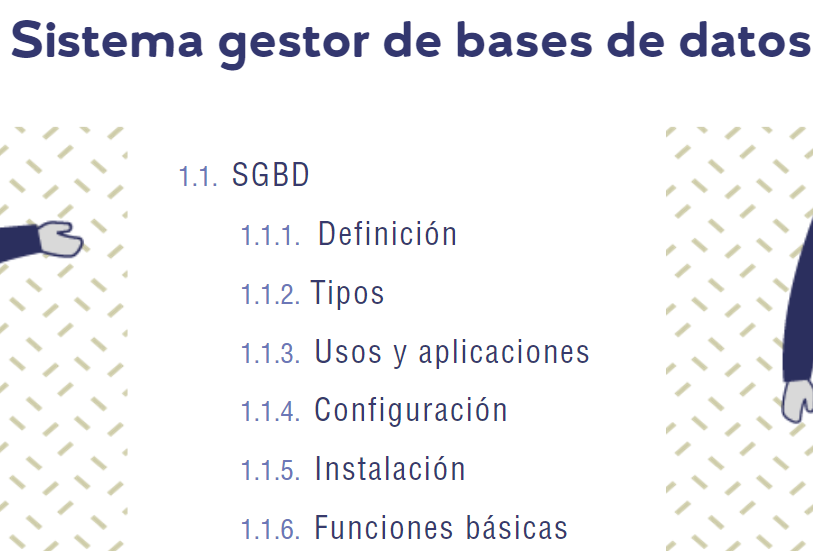 Sistema gestor de bases de datos
1.1. SGBD
1.1.1. Definición
1.1.2. Tipos
1.1.3. Usos y aplicaciones
1.1.4. Configuración
1.1.5. Instalación
1.1.6. Funciones básicas